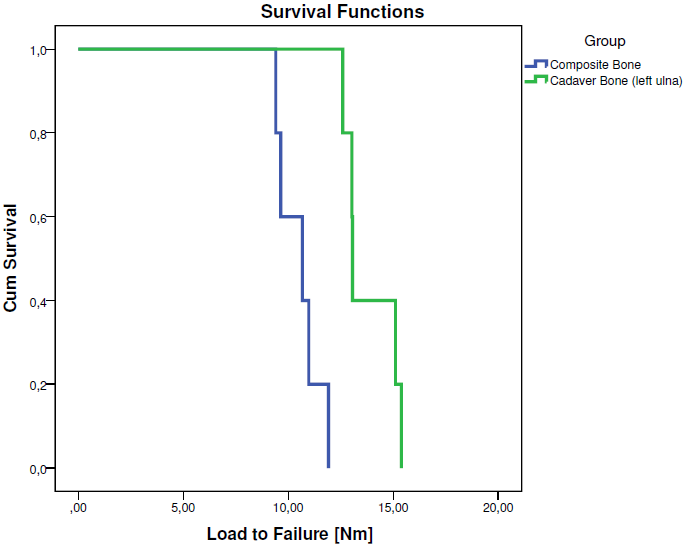 Survival Functions
Group
Composite Bone
Cadaver Bone (left ulna)
Cum Survival
1,0
0,8
0,6
0,4
0,2
0,0
,00
5,00
10,00
15,00
20,00
Load to Failure [Nm]